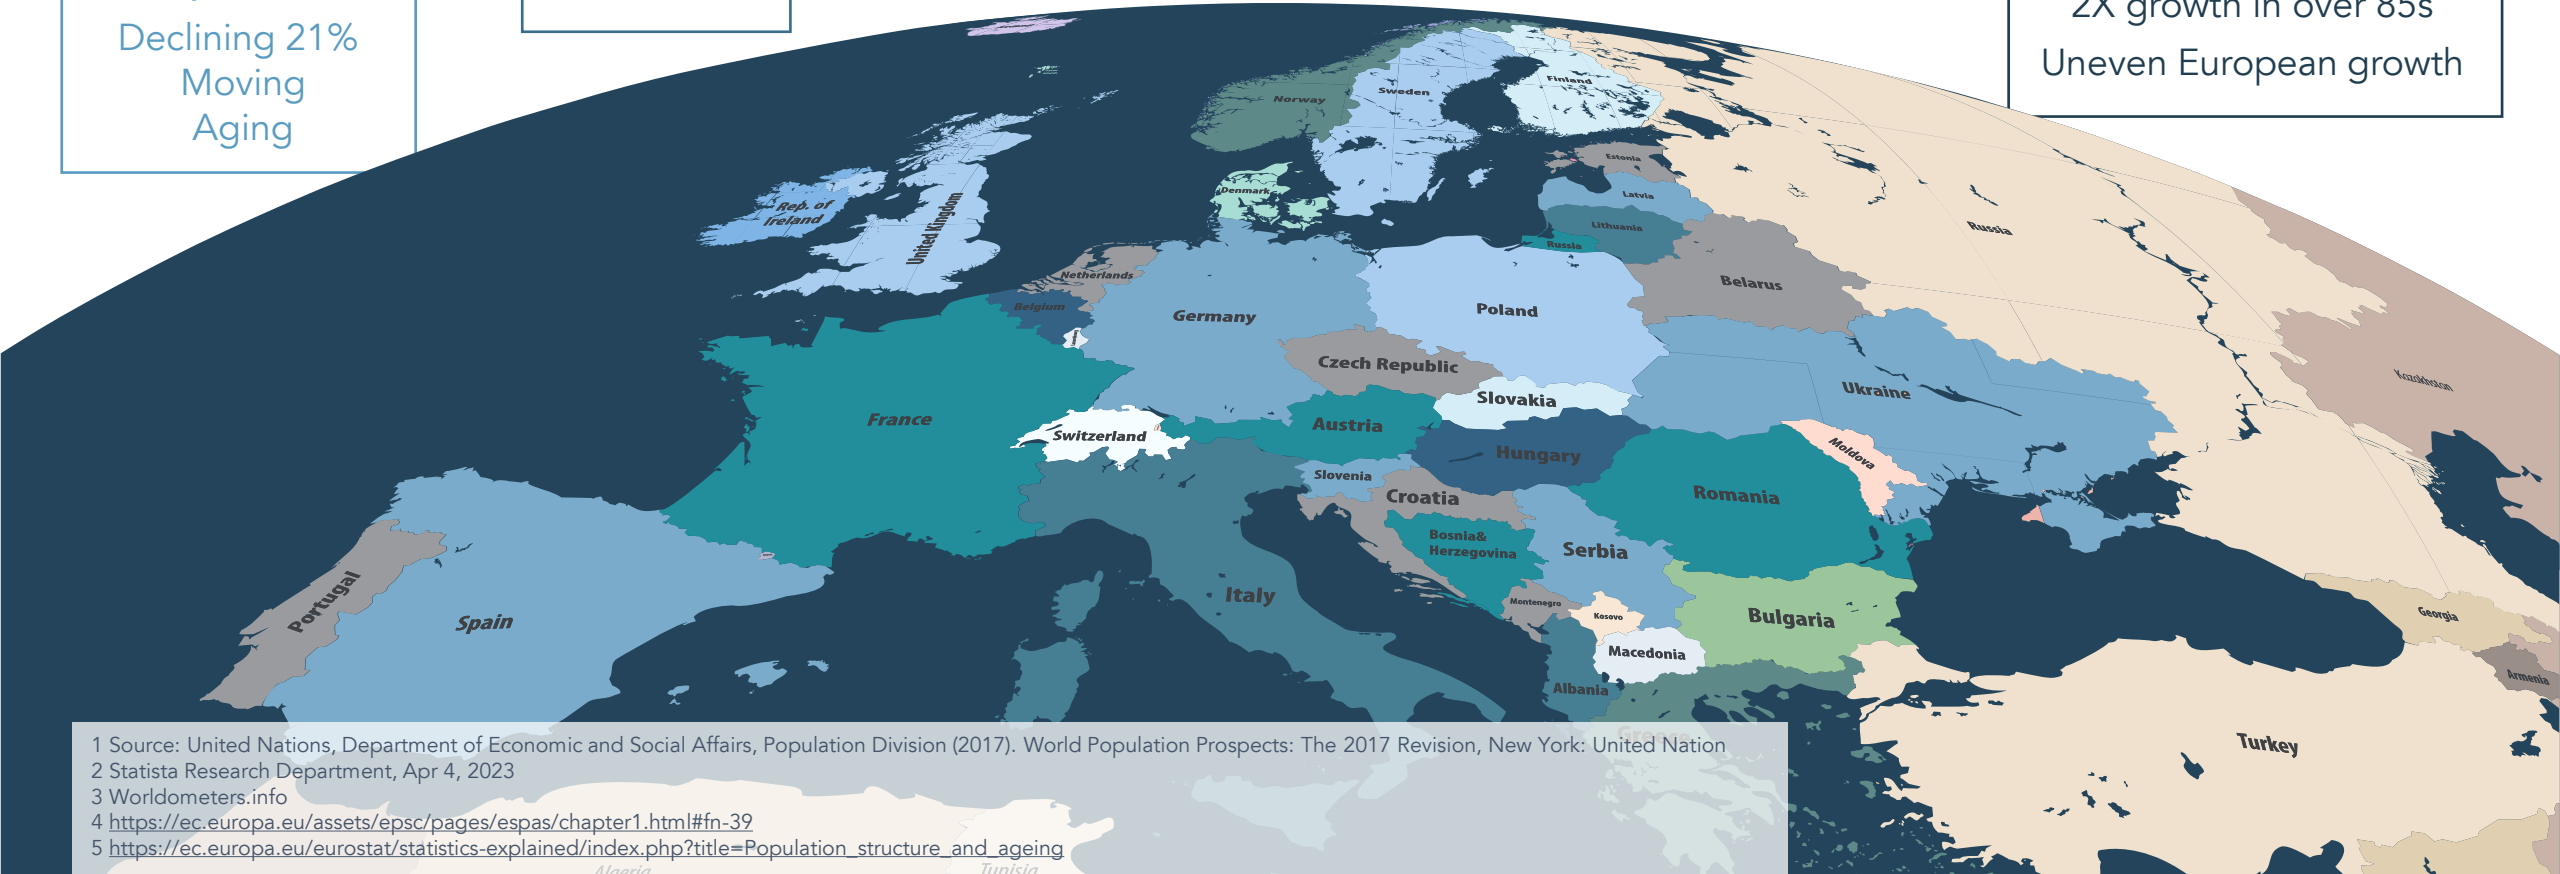 Declining 21%
Moving
Aging
2X growth in over 85s
Uneven European growth
Norway
Sweden
Finland
Estonia
Latvia
Lithuania
Russia
Russia
Denmark
Rep. of
Ireland
United Kingdom
Netherlands
Belgium
Germany
Poland
Belarus
Czech Republic
Slovakia
Ukraine
Kazakhstan
France
Switzerland
Austria
Hungary
Moldova
Slovenia
Croatia
Romania
Bosnia&
Herzegovina
Serbia
Portugal
Spain
Italy
Montenegro
Kosovo
Bulgaria
Macedonia
Albania
Georgia
Armenia
Greece
Turkey
1 Source: United Nations, Department of Economic and Social Affairs, Population Division (2017). World Population Prospects: The 2017 Revision, New York: United Nation
2 Statista Research Department, Apr 4, 2023
3 Worldometers.info
4 https://ec.europa.eu/assets/epsc/pages/espas/chapter1.html#fn-39
5 https://ec.europa.eu/eurostat/statistics-explained/index.php?title=Population_structure_and_ageing
Algeria
Tunisia